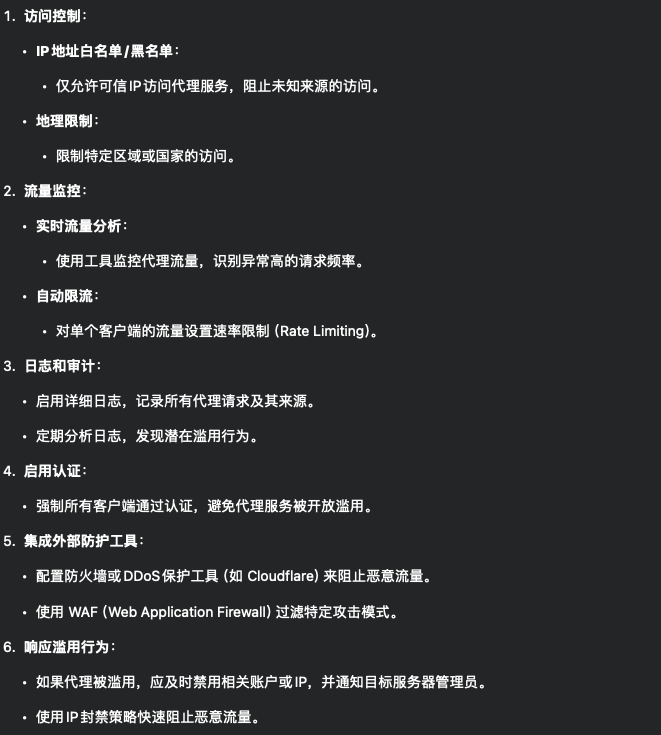 1. 访问控制：
• IP地址白名单/黑名单：
• 仅允许可信IP访问代理服务，阻止未知来源的访问。
• 地理限制：
• 限制特定区域或国家的访问。
2. 流量监控：
• 实时流量分析：
• 使用工具监控代理流量，识别异常高的请求频率。
• 自动限流：
• 对单个客户端的流量设置速率限制（Rate Limiting）。
3. 日志和审计：
• 启用详细日志，记录所有代理请求及其来源。
• 定期分析日志，发现潜在滥用行为。
4. 启用认证：
• 强制所有客户端通过认证，避免代理服务被开放滥用。
5. 集成外部防护工具：
• 配置防火墙或DDoS保护工具（如 Cloudflare）来阻止恶意流量。
• 使用 WAF（Web Application Firewall）过滤特定攻击模式。
6. 响应滥用行为：
• 如果代理被滥用，应及时禁用相关账户或IP，并通知目标服务器管理员。
• 使用IP封禁策略快速阻止恶意流量。